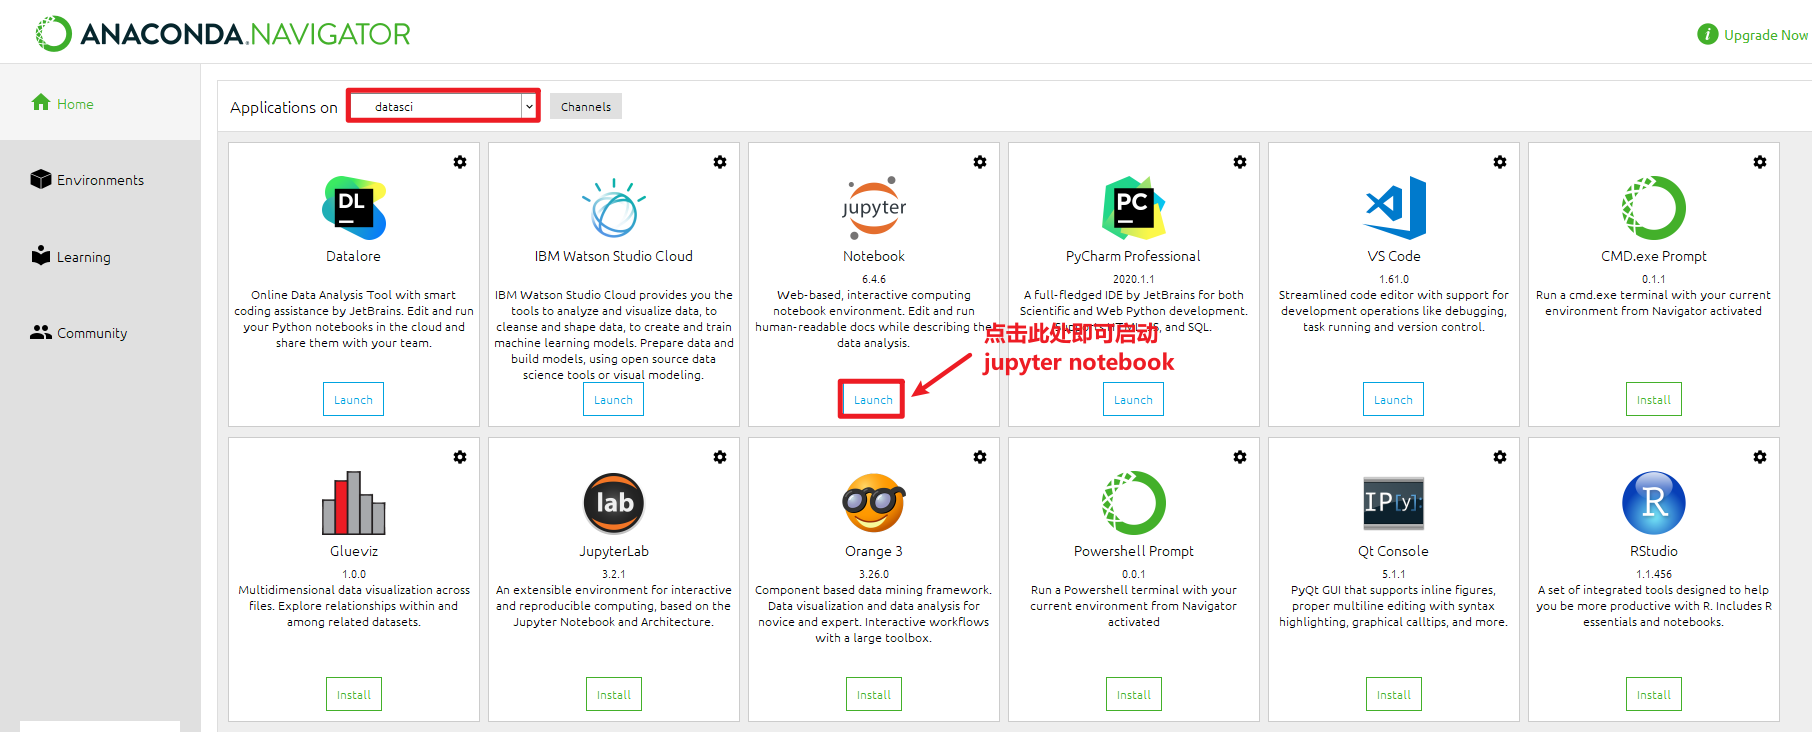 ANACONDA.NAVIGATOR
Upgrade Now
Home
Environments
Learning
Community
Applications on
datasci
Channels
DL
Datalore
Online Data Analysis Tool with smart
coding assistance by JetBrains. Edit and run
your Python notebooks in the cloud and
share them with your team.
Launch
IBM Watson Studio Cloud
IBM Watson Studio Cloud provides you the
tools to analyze and visualize data, to
cleanse and shape data, to create and train
machine learning models. Prepare data and
build models, using open source data
science tools or visual modeling.
Launch
jupyter
Notebook
6.4.6
Web-based, interactive computing
notebook environment. Edit and run
human-readable docs while describing the
data analysis.
Launch
点击此处即可启动
jupyter notebook
PC
PyCharm Professional
2020.1.1
A full-fledged IDE by JetBrains for both
Scientific and Web Python development.
and SQL.
Launch
VS Code
1.61.0
Streamlined code editor with support for
development operations like debugging,
task running and version control.
Launch
CMD.exe Prompt
0.1.1
Run a cmd.exe terminal with your current
environment from Navigator activated
Install
Glueviz
1.0.0
Multidimensional data visualization across
files. Explore relationships within and
among related datasets.
Install
lab
JupyterLab
3.2.1
An extensible environment for interactive
and reproducible computing, based on the
Jupyter Notebook and Architecture.
Install
Orange 3
3.26.0
Component based data mining framework.
Data visualization and data analysis for
novice and expert. Interactive workflows
with a large toolbox.
Install
Powershell Prompt
0.0.1
Run a Powershell terminal with your
current environment from Navigator
activated
Install
IP[y]:
Qt Console
5.1.1
PyQt GUI that supports inline figures,
proper multiline editing with syntax
highlighting, graphical calltips, and more.
Install
R
RStudio
1.1.456
A set of integrated tools designed to help
you be more productive with R. Includes R
essentials and notebooks.
Install